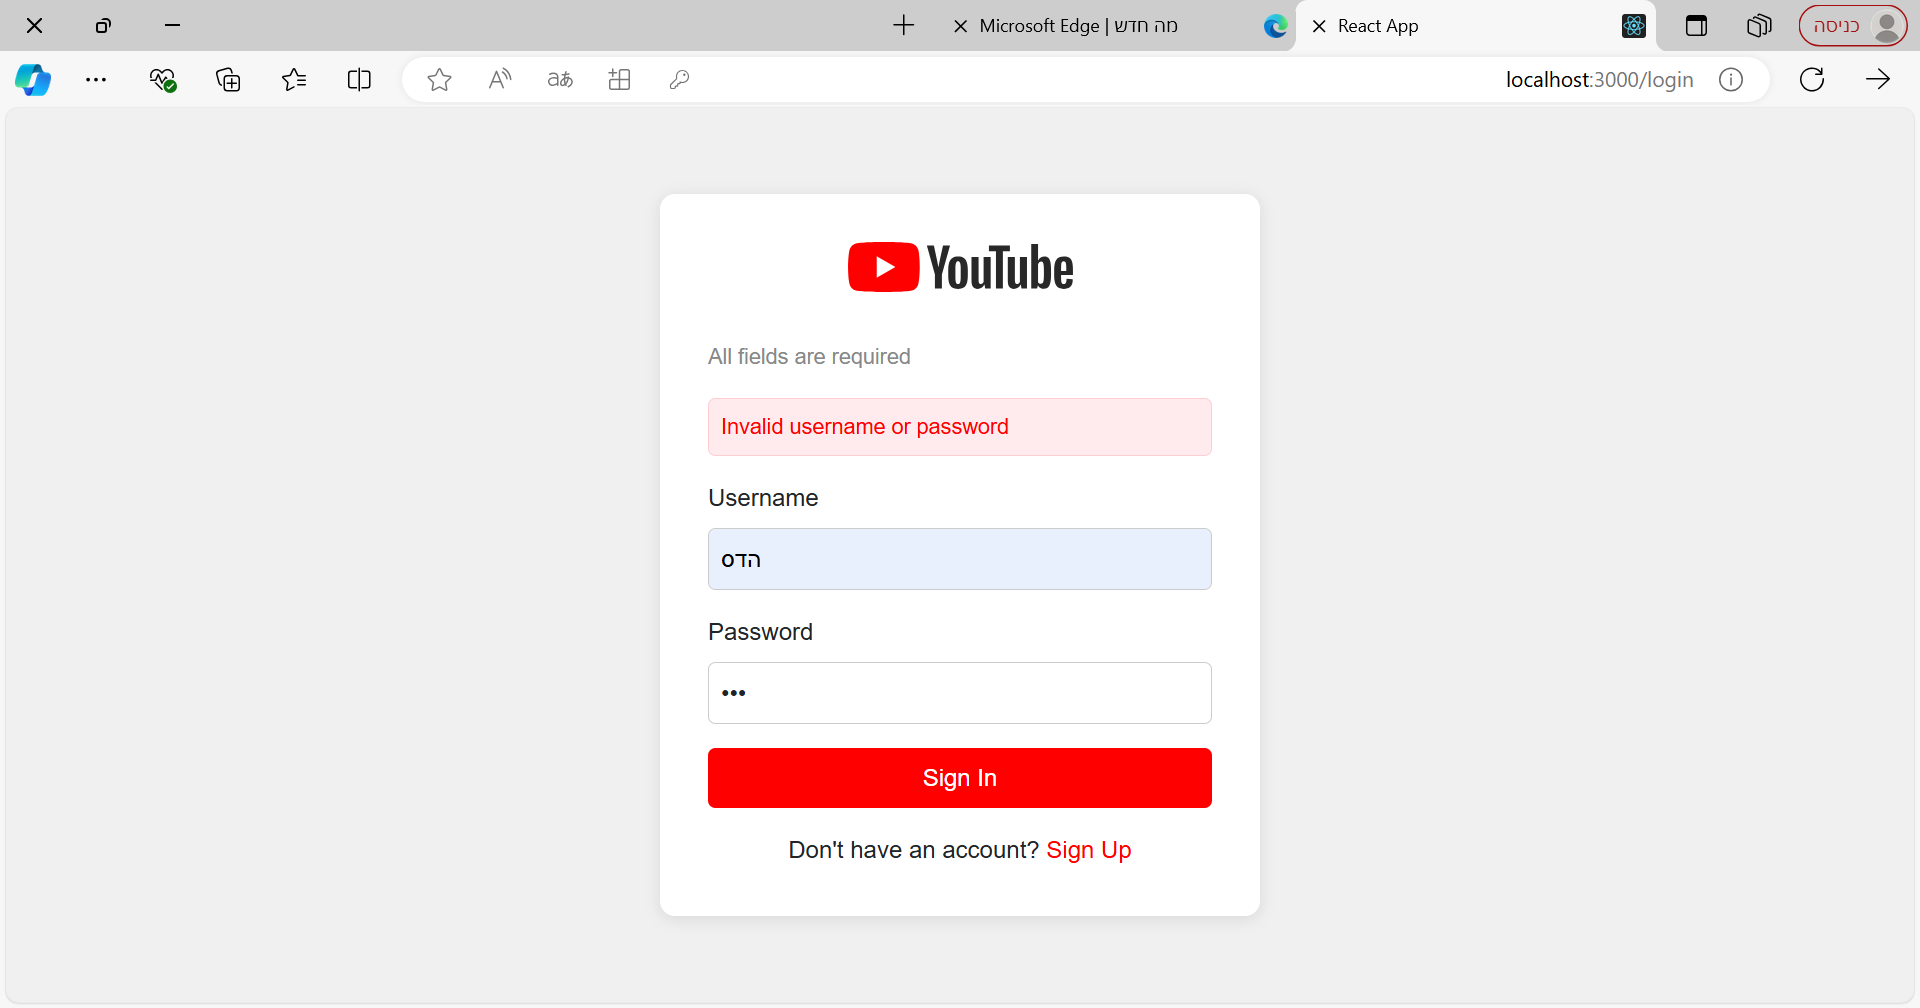 מה חדש | Microsoft Edge
React App
כניסה
localhost:3000/login
YouTube
All fields are required
Invalid username or password
Username
הדס
Password
•••
Sign In
Don't have an account? Sign Up